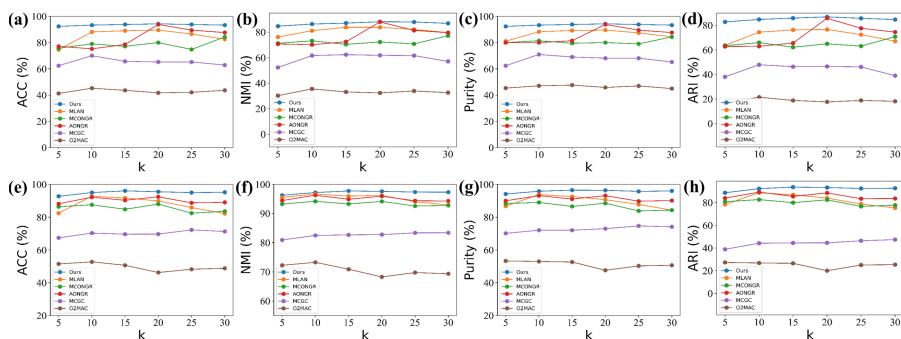 (a)
ACC (%)
100
80
60
40
20
0
Ours
MLAN
MCONGR
AONGR
MCGC
O2MAC
5 10 15 20 25 30
k
(b)
NMI (%)
80
60
40
20
0
Ours
MLAN
MCONGR
AONGR
MCGC
O2MAC
5 10 15 20 25 30
k
(c)
Purity (%)
100
80
60
40
20
0
Ours
MLAN
MCONGR
AONGR
MCGC
O2MAC
5 10 15 20 25 30
k
(d)
ARI (%)
80
60
40
20
0
Ours
MLAN
MCONGR
AONGR
MCGC
O2MAC
5 10 15 20 25 30
k
(e)
ACC (%)
100
80
60
40
20
Ours
MLAN
MCONGR
AONGR
MCGC
O2MAC
5 10 15 20 25 30
k
(f)
NMI (%)
100
90
80
70
60
Ours
MLAN
MCONGR
AONGR
MCGC
O2MAC
5 10 15 20 25 30
k
(g)
Purity (%)
100
80
60
40
20
Ours
MLAN
MCONGR
AONGR
MCGC
O2MAC
5 10 15 20 25 30
k
(h)
ARI (%)
80
60
40
20
0
Ours
MLAN
MCONGR
AONGR
MCGC
O2MAC
5 10 15 20 25 30
k